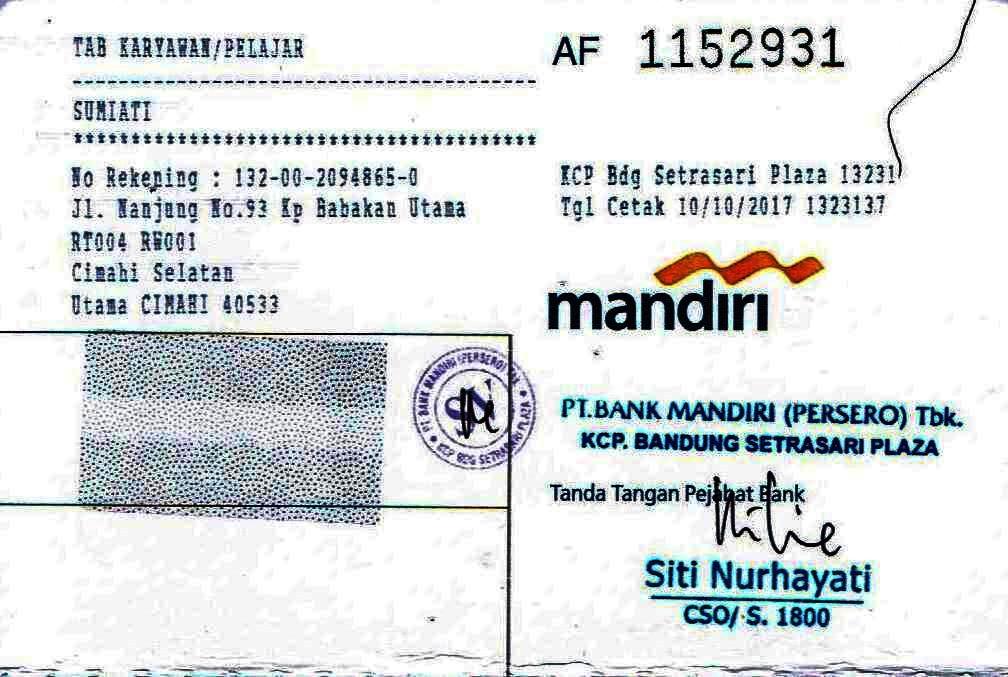 TAB KARYAWAN/PELAJAR
AF 1152931
SUMIATI
No Rekening : 132-00-2094865-0
Jl. Nanjung No.93 Kp Babakan Utama
RT004 RW001
Cimahi Selatan
Utama CIMAHI 40533
KCP Bdg Setrasari Plaza 13231
Tgl Cetak 10/10/2017 1323137
mandiri
PT. BANK MANDIRI (PERSERO) Tbk.
KCP BDG SETRASARI PLAZA
PT.BANK MANDIRI (PERSERO) Tbk.
KCP. BANDUNG SETRASARI PLAZA
Tanda Tangan Pejabat Bank
Siti Nurhayati
CSO/ S. 1800